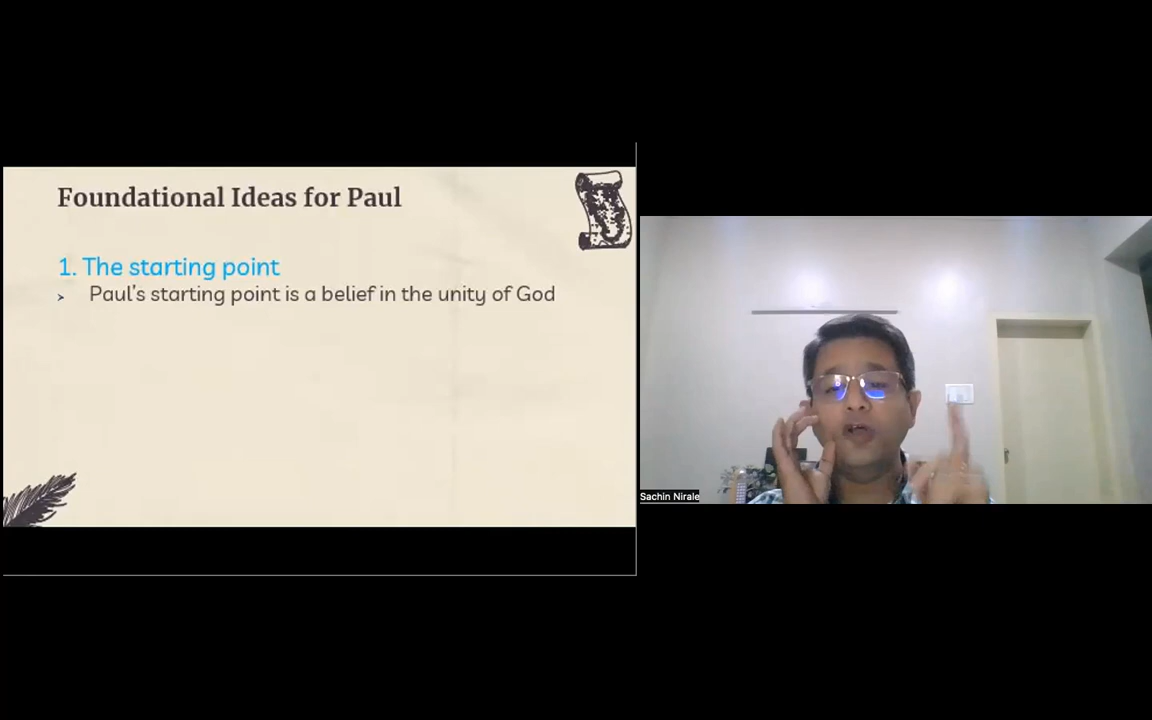 Foundational Ideas for Paul
1. The starting point
➢ Paul's starting point is a belief in the unity of God
Sachin Nirale